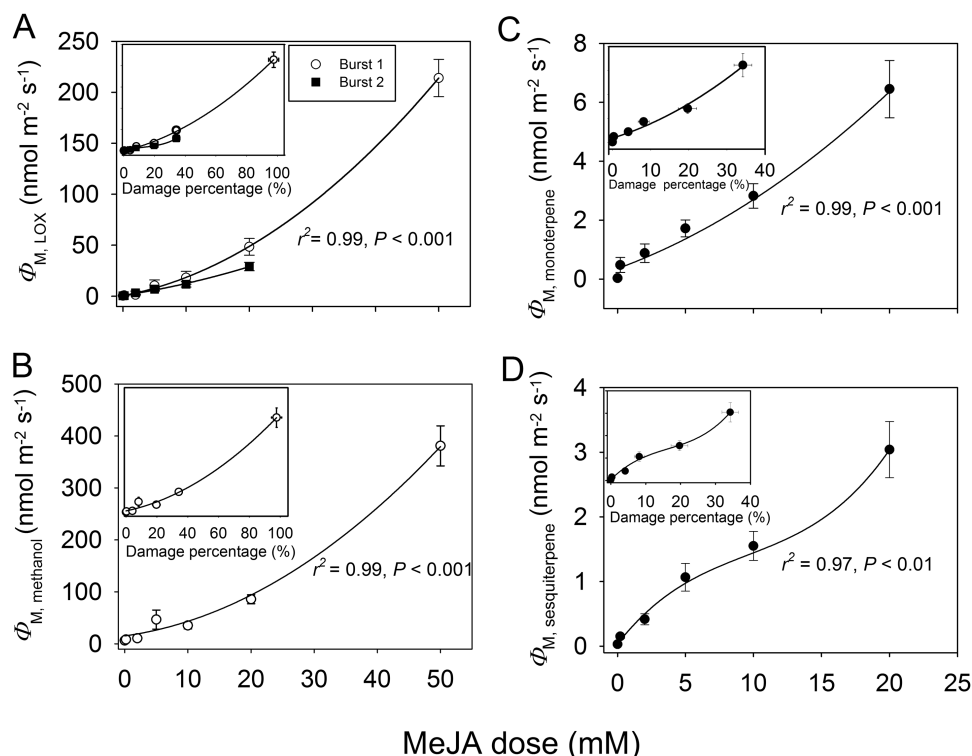 A
ΦM, LOX (nmol m-2 s-1)
250
200
150
100
50
0
Burst 1
Burst 2
0 20 40 60 80 100
Damage percentage (%)
r2 = 0.99, P < 0.001
B
ΦM, methanol (nmol m-2 s-1)
500
400
300
200
100
0
0 20 40 60 80 100
Damage percentage (%)
r2 = 0.99, P < 0.001
0 10 20 30 40 50
C
ΦM, monoterpene (nmol m-2 s-1)
8
6
4
2
0
0 10 20 30 40
Damage percentage (%)
r2 = 0.99, P < 0.001
D
ΦM, sesquiterpene (nmol m-2 s-1)
4
3
2
1
0
0 10 20 30 40
Damage percentage (%)
r2 = 0.97, P < 0.01
0 5 10 15 20 25
MeJA dose (mM)